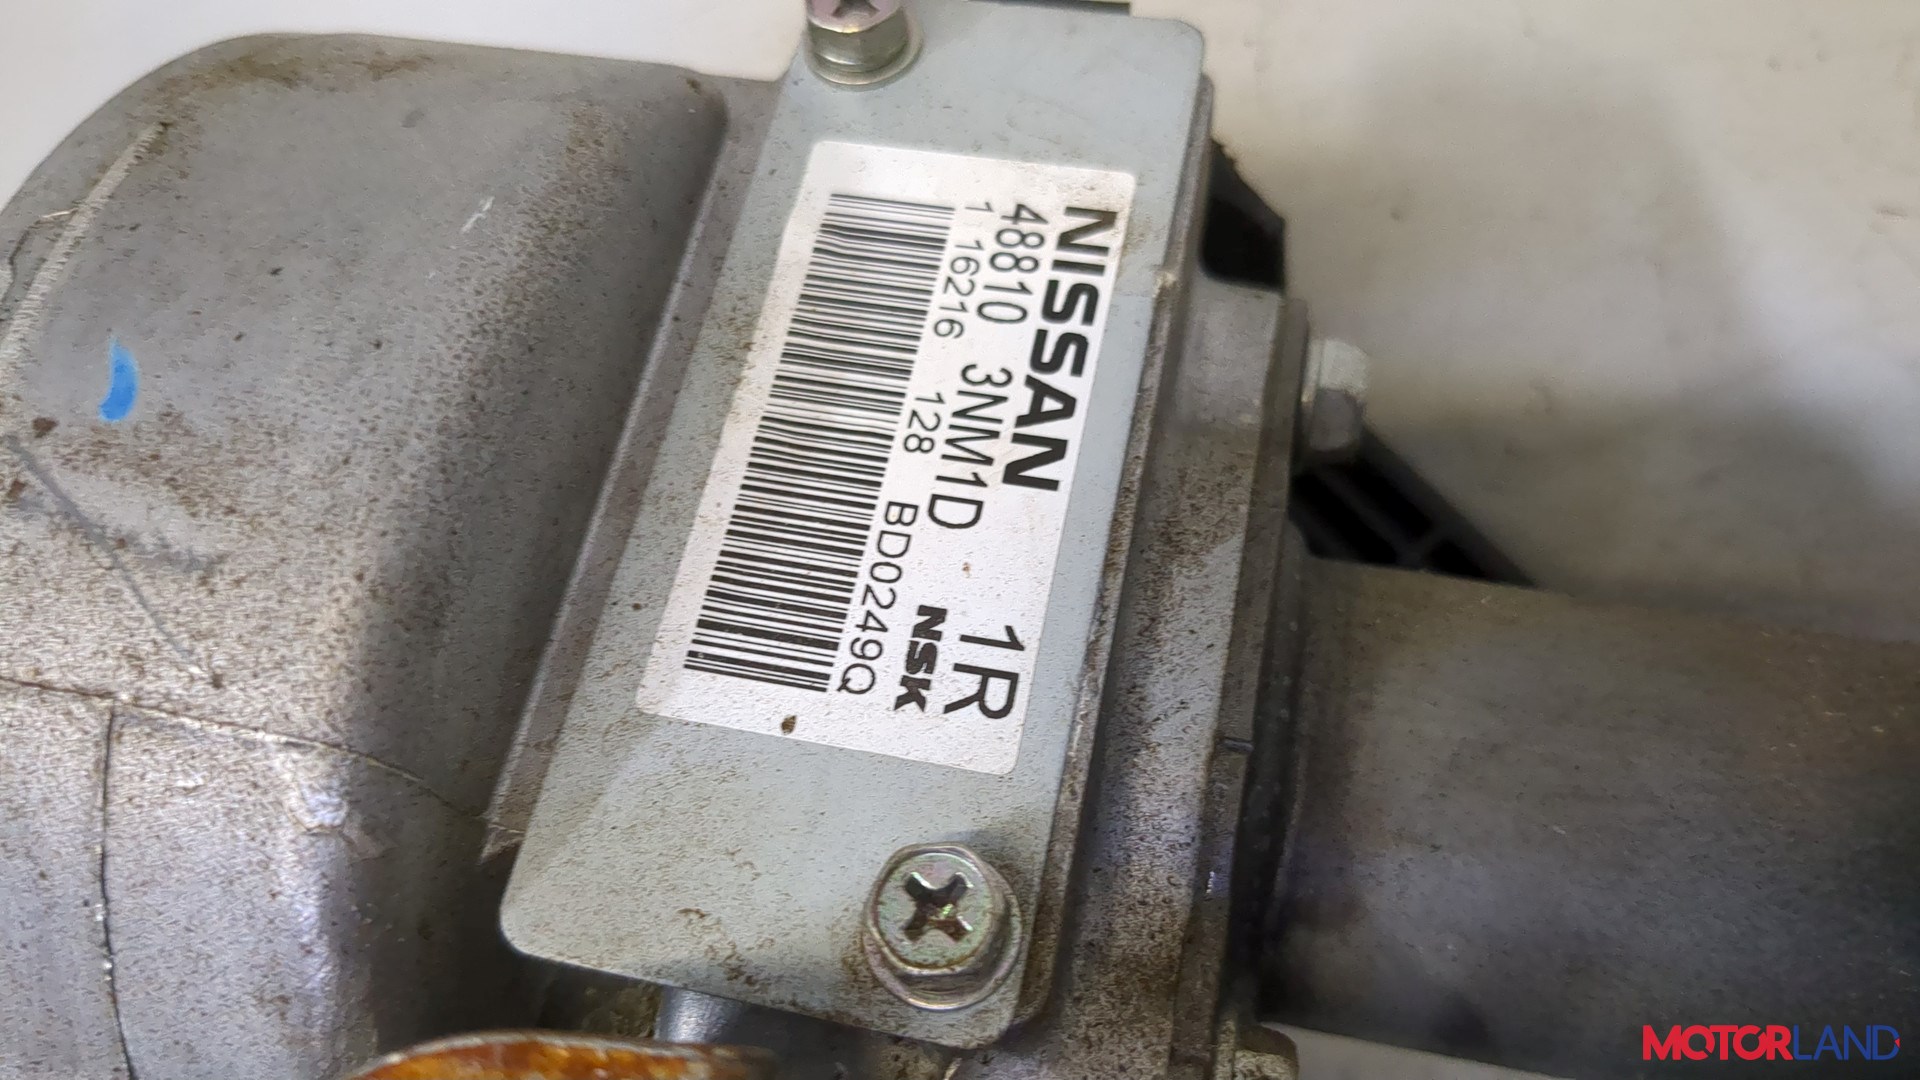 NISSAN
48810 3NM1D 1R
1 16216 128 BD0249Q NSK
MOTORLAND